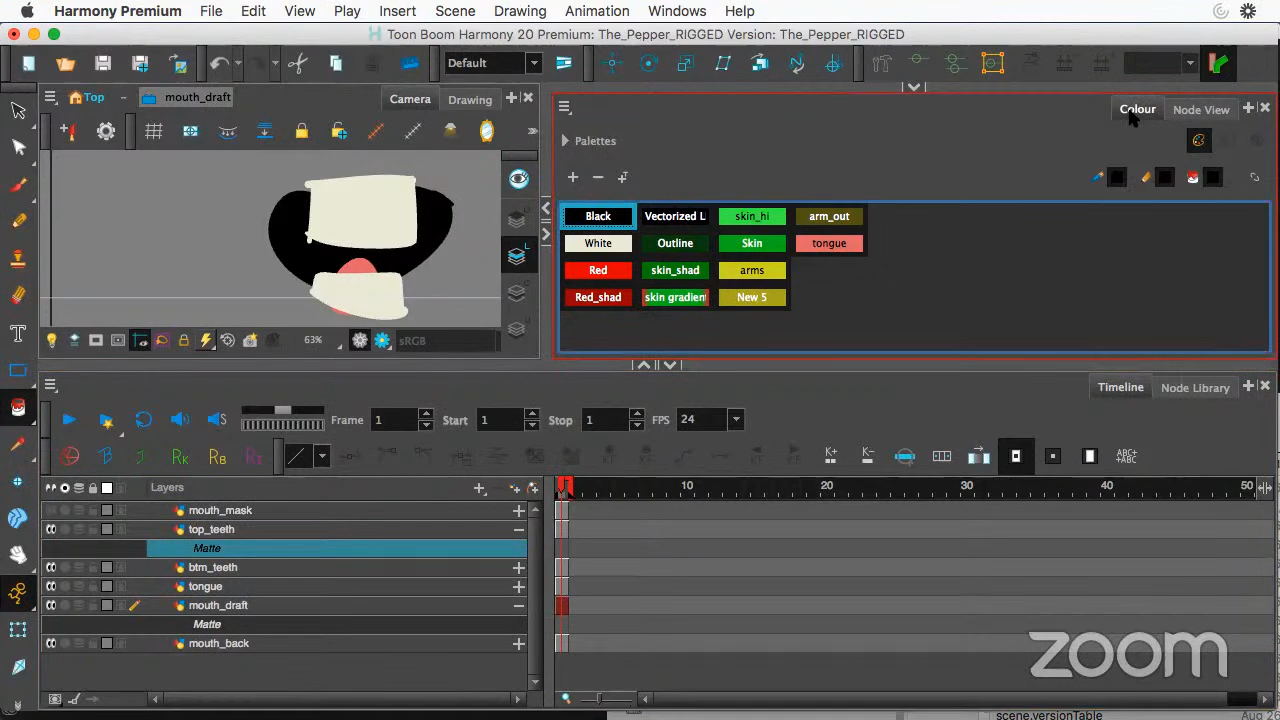 Harmony Premium File Edit View Play Insert Scene Drawing Animation Windows Help
Toon Boom Harmony 20 Premium: The_Pepper_RIGGED Version: The_Pepper_RIGGED
Default
Top mouth_draft Camera Drawing
Colour Node View
Palettes
Black Vectorized L skin_hi arm_out
White Outline Skin tongue
Red skin_shad arms
Red_shad skin gradient New 5
63% sRGB
Timeline Node Library
Frame 1 Start 1 Stop 1 FPS 24
Layers 10 20 30 40 50
mouth_mask
top_teeth
Matte
btm_teeth
tongue
mouth_draft
Matte
mouth_back
zoom
scene.versionTable Aug 26